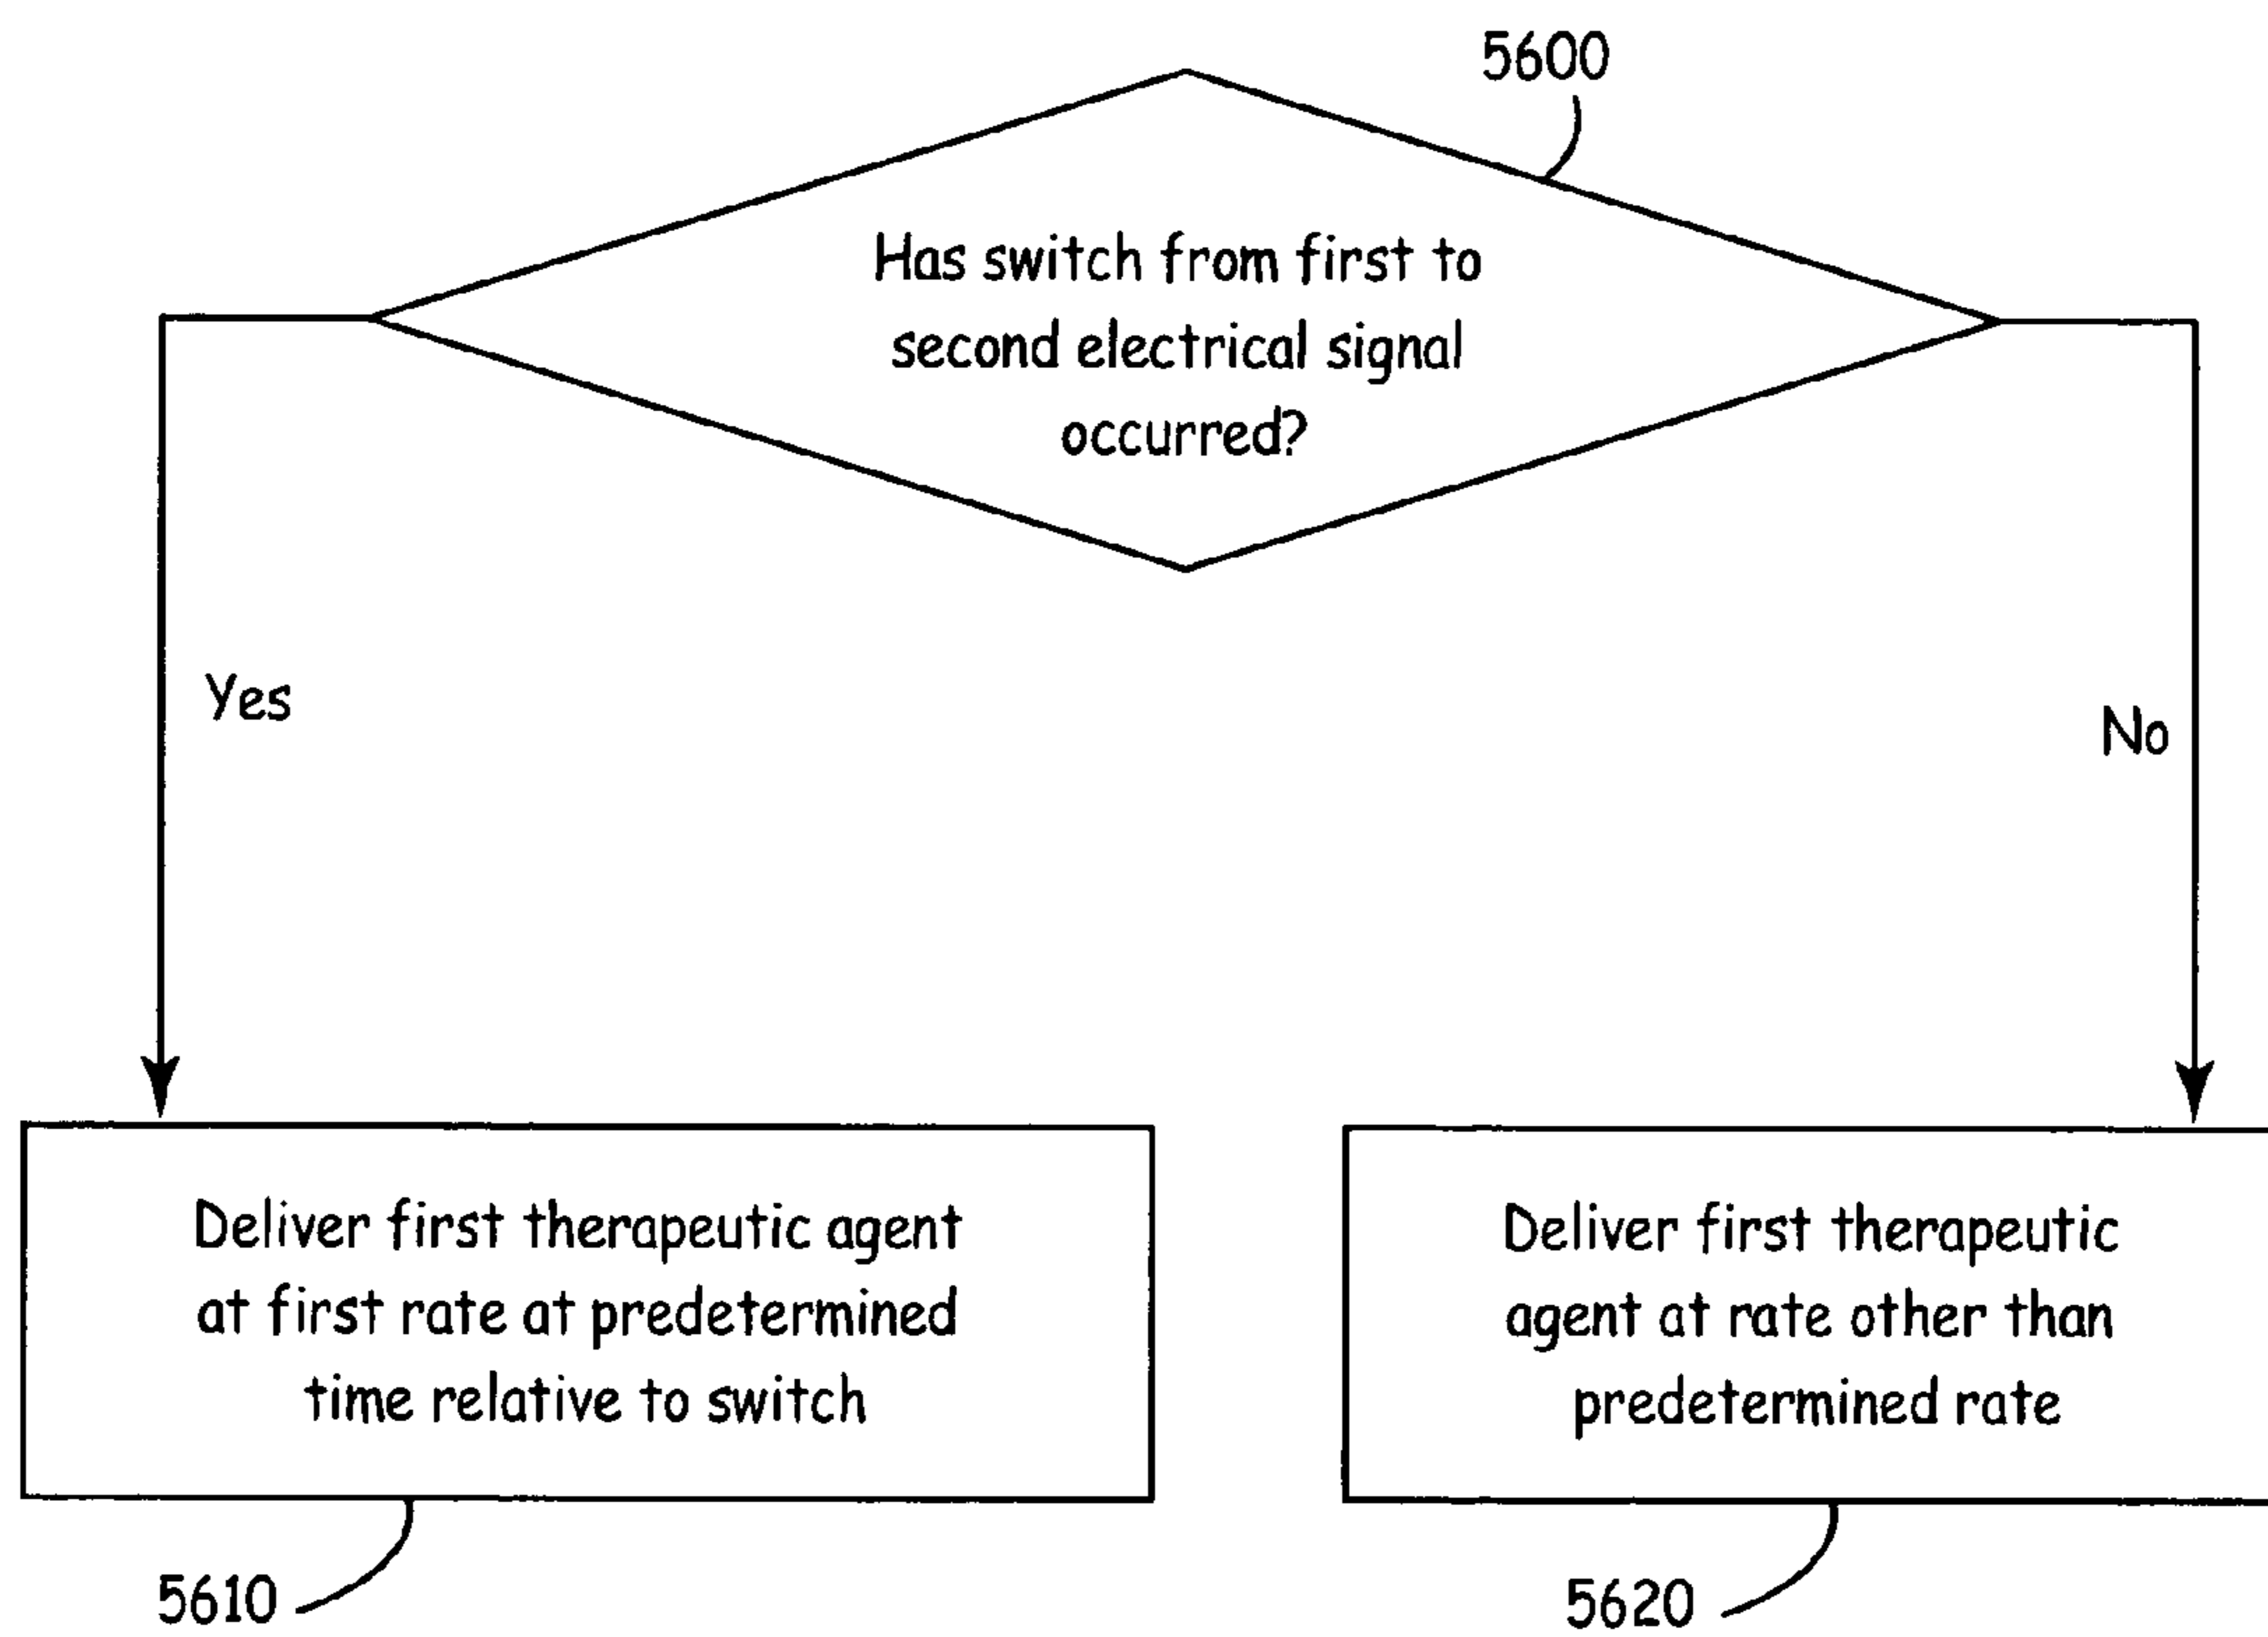 5600
Has switch from first to
second electrical signal
occurred?
Yes
No
Deliver first therapeutic agent
at first rate at predetermined
time relative to switch
Deliver first therapeutic
agent at rate other than
predetermined rate
5610
5620